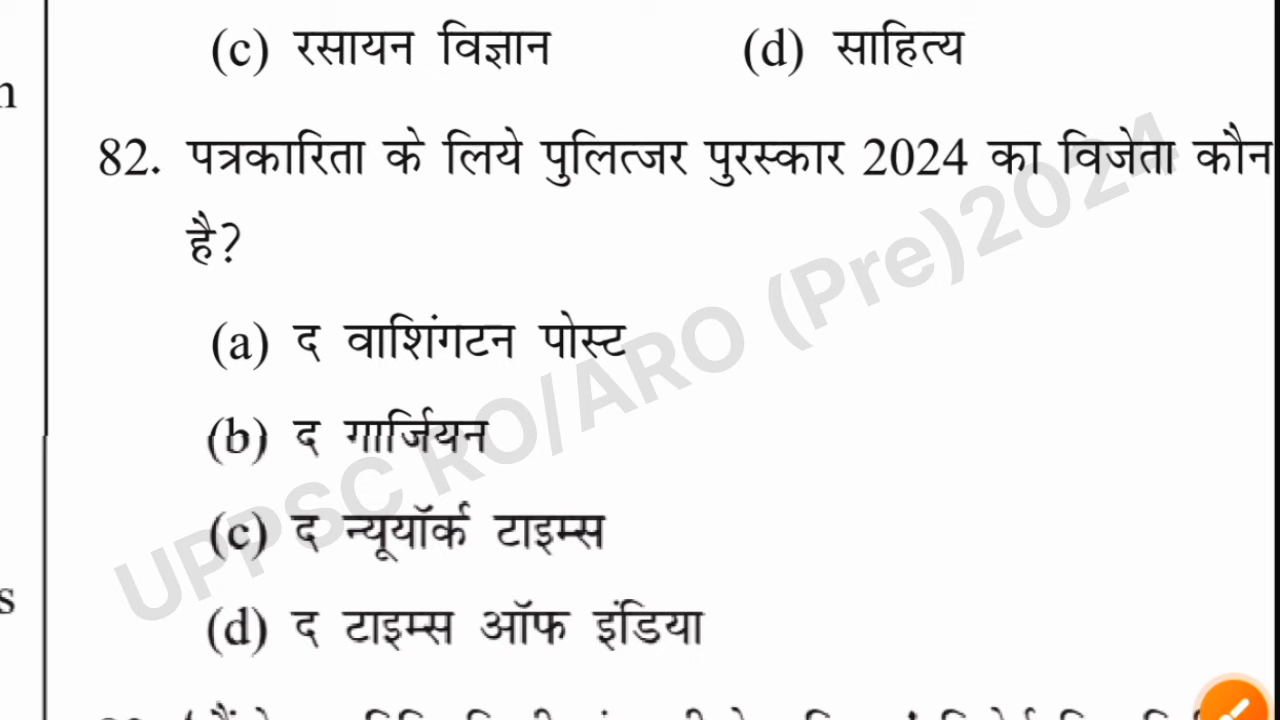 (c) रसायन विज्ञान (d) साहित्य
82. पत्रकारिता के लिये पुलित्जर पुरस्कार 2024 का विजेता कौन
है?
(a) द वाशिंगटन पोस्ट
(b) द गार्जियन
(c) द न्यूयॉर्क टाइम्स
(d) द टाइम्स ऑफ इंडिया
UPPSC RO/ARO (Pre)2024